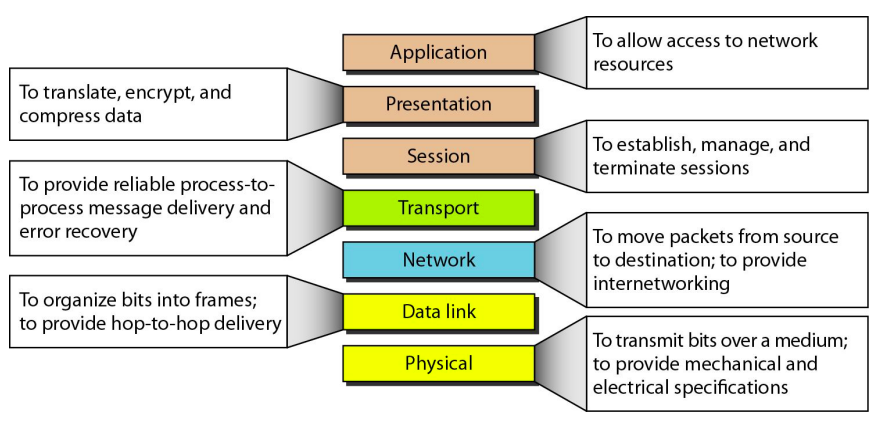 Application
To allow access to network
resources
To translate, encrypt, and
compress data
Presentation
Session
To establish, manage, and
terminate sessions
To provide reliable process-to-
process message delivery and
error recovery
Transport
Network
To move packets from source
to destination; to provide
internetworking
To organize bits into frames;
to provide hop-to-hop delivery
Data link
Physical
To transmit bits over a medium;
to provide mechanical and
electrical specifications